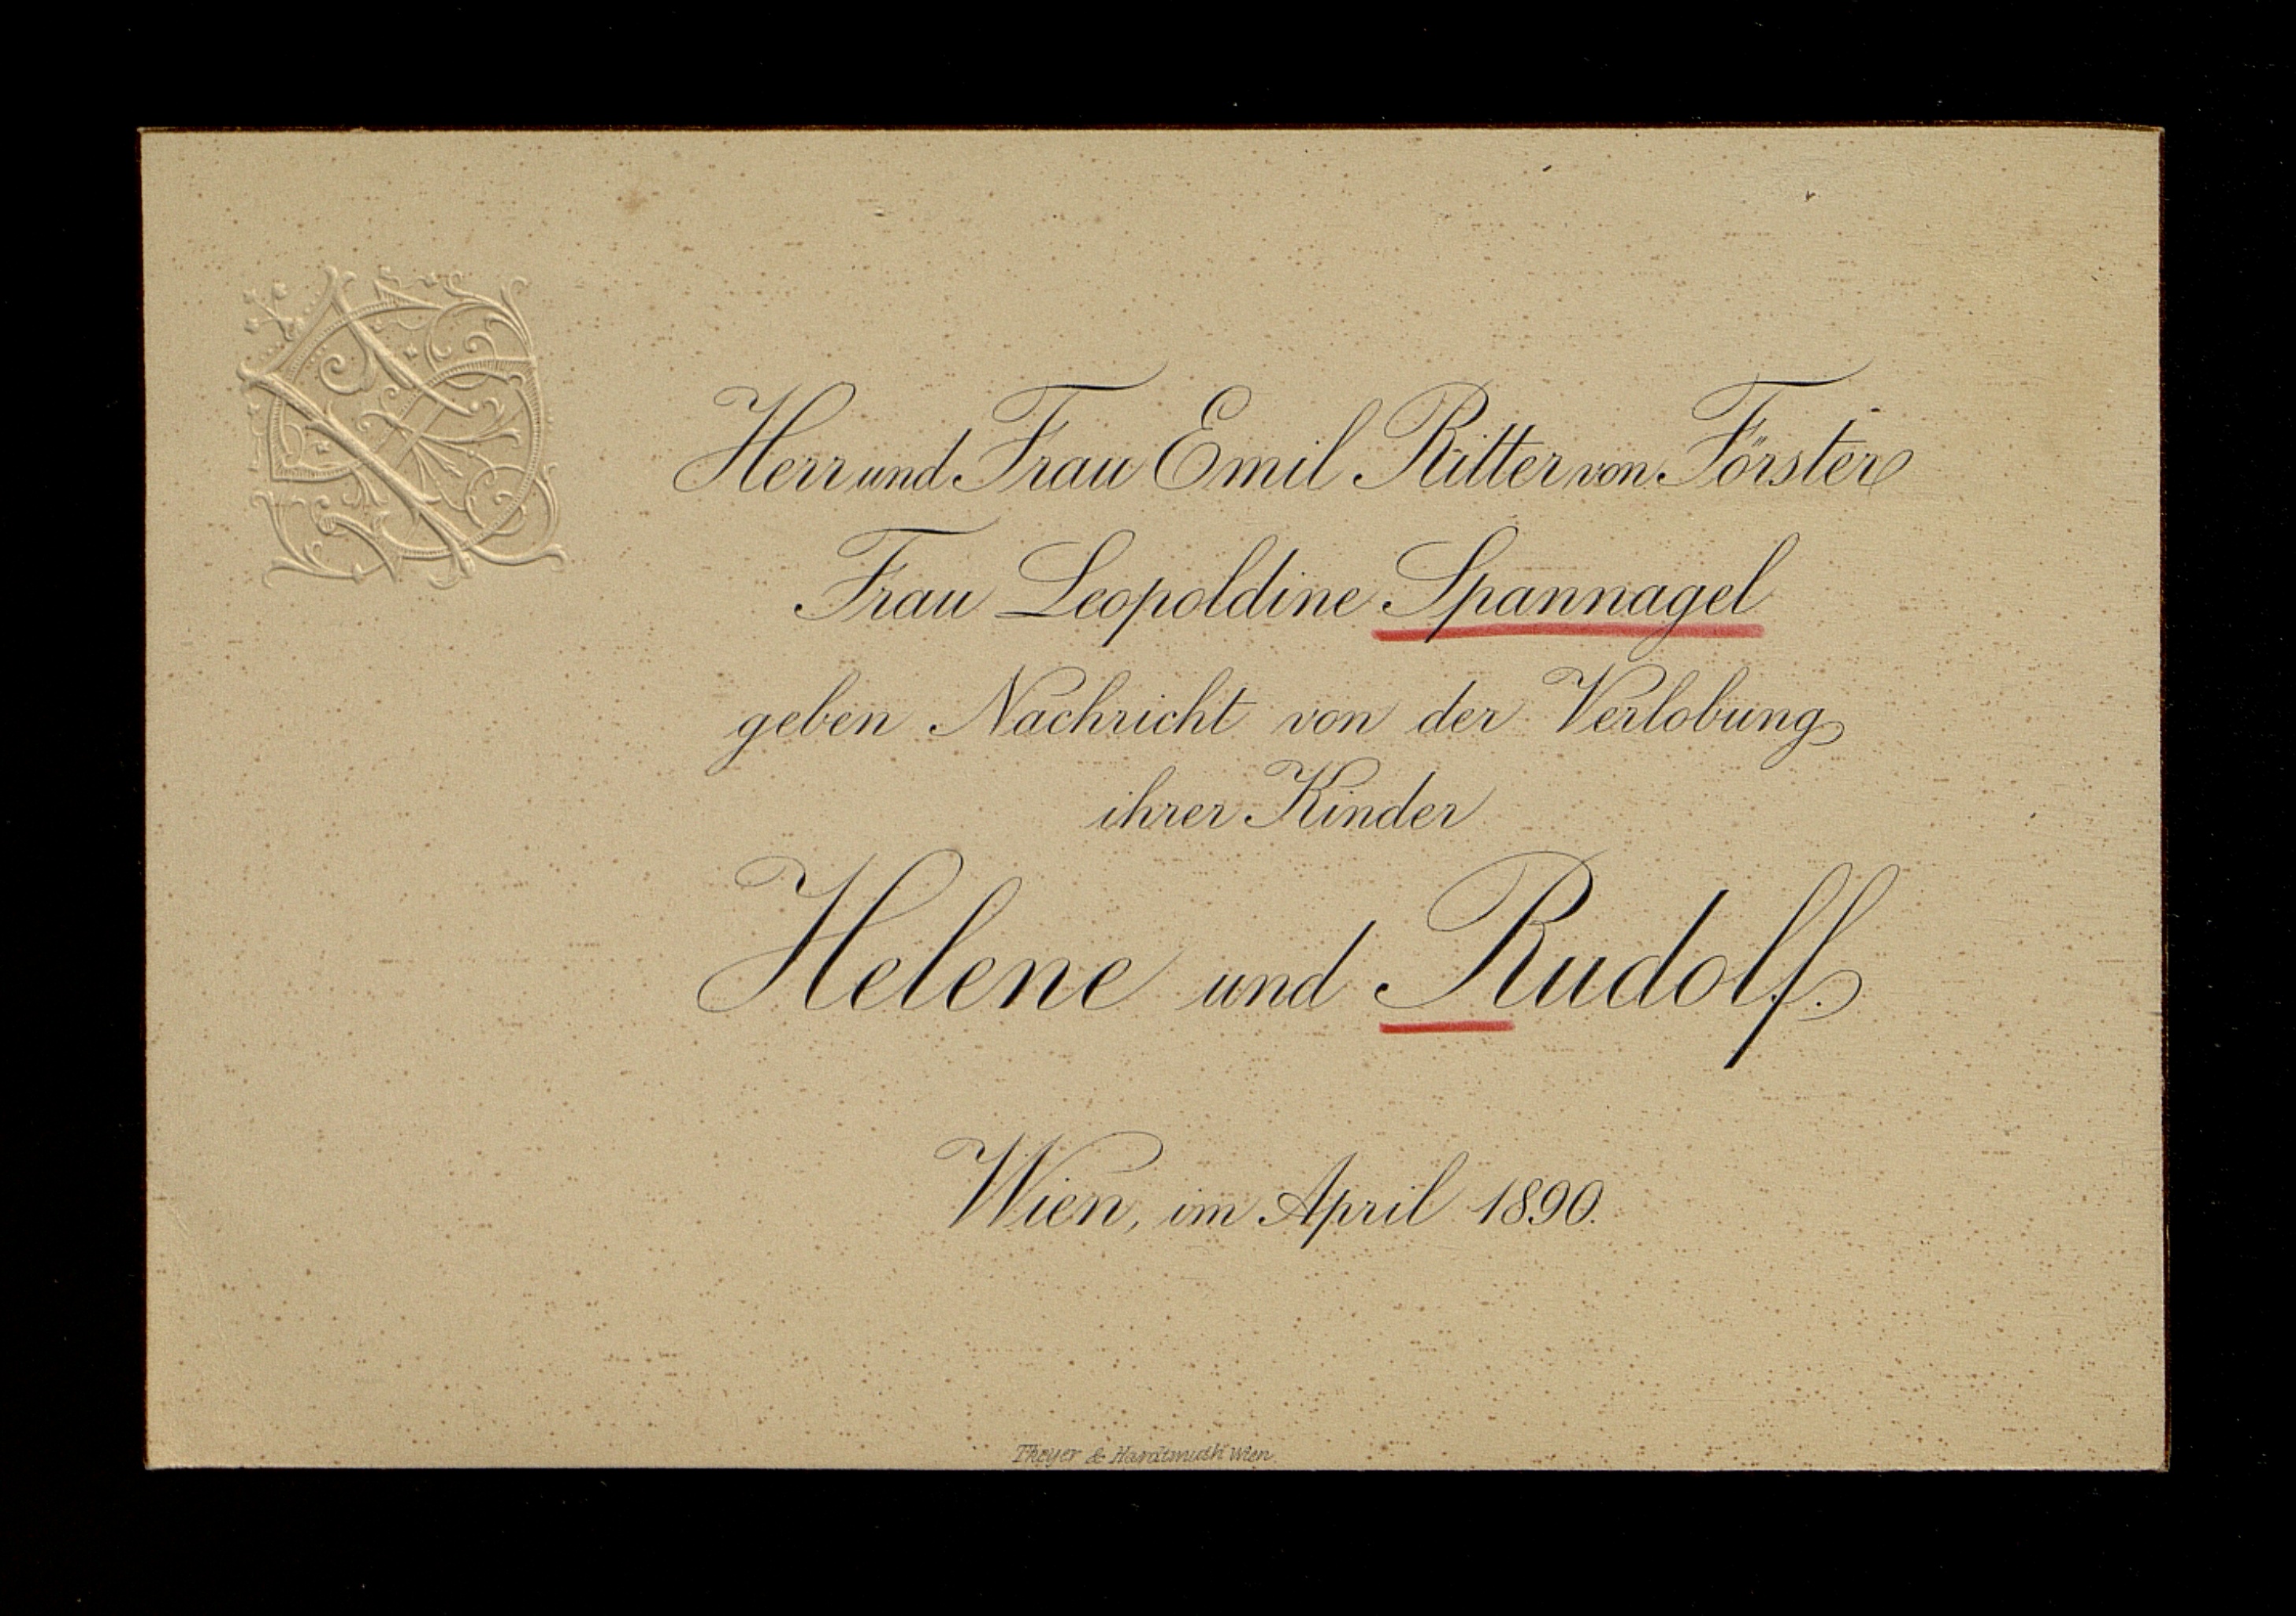 Herr und Frau Emil Ritter von Förster
Frau Leopoldine Spannagel
geben Nachricht von der Verlobung
ihrer Kinder
Helene und Rudolf.
Wien, im April 1890.
Theyer & Hardtmuth Wien.